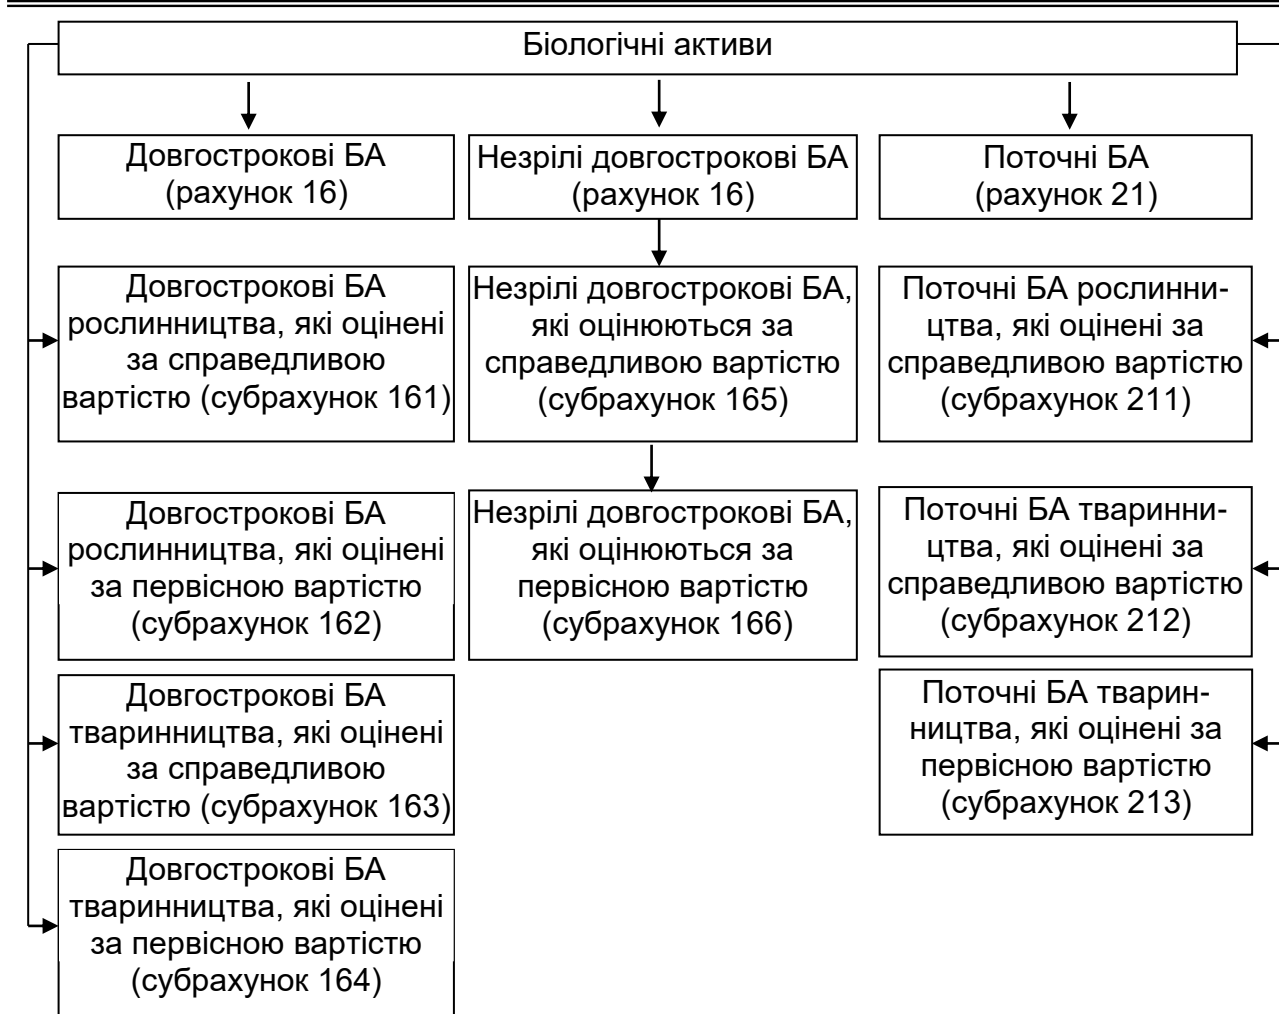 Біологічні активи
Довгострокові БА
(рахунок 16)
Незрілі довгострокові БА
(рахунок 16)
Поточні БА
(рахунок 21)
Довгострокові БА
рослинництва, які оцінені
за справедливою
вартістю (субрахунок 161)
Незрілі довгострокові БА,
які оцінюються за
справедливою вартістю
(субрахунок 165)
Поточні БА рослинни-
цтва, які оцінені за
справедливою вартістю
(субрахунок 211)
Довгострокові БА
рослинництва, які оцінені
за первісною вартістю
(субрахунок 162)
Незрілі довгострокові БА,
які оцінюються за
первісною вартістю
(субрахунок 166)
Поточні БА тваринни-
цтва, які оцінені за
справедливою вартістю
(субрахунок 212)
Довгострокові БА
тваринництва, які оцінені
за справедливою
вартістю (субрахунок 163)
Поточні БА тварин-
ництва, які оцінені за
первісною вартістю
(субрахунок 213)
Довгострокові БА
тваринництва, які оцінені
за первісною вартістю
(субрахунок 164)